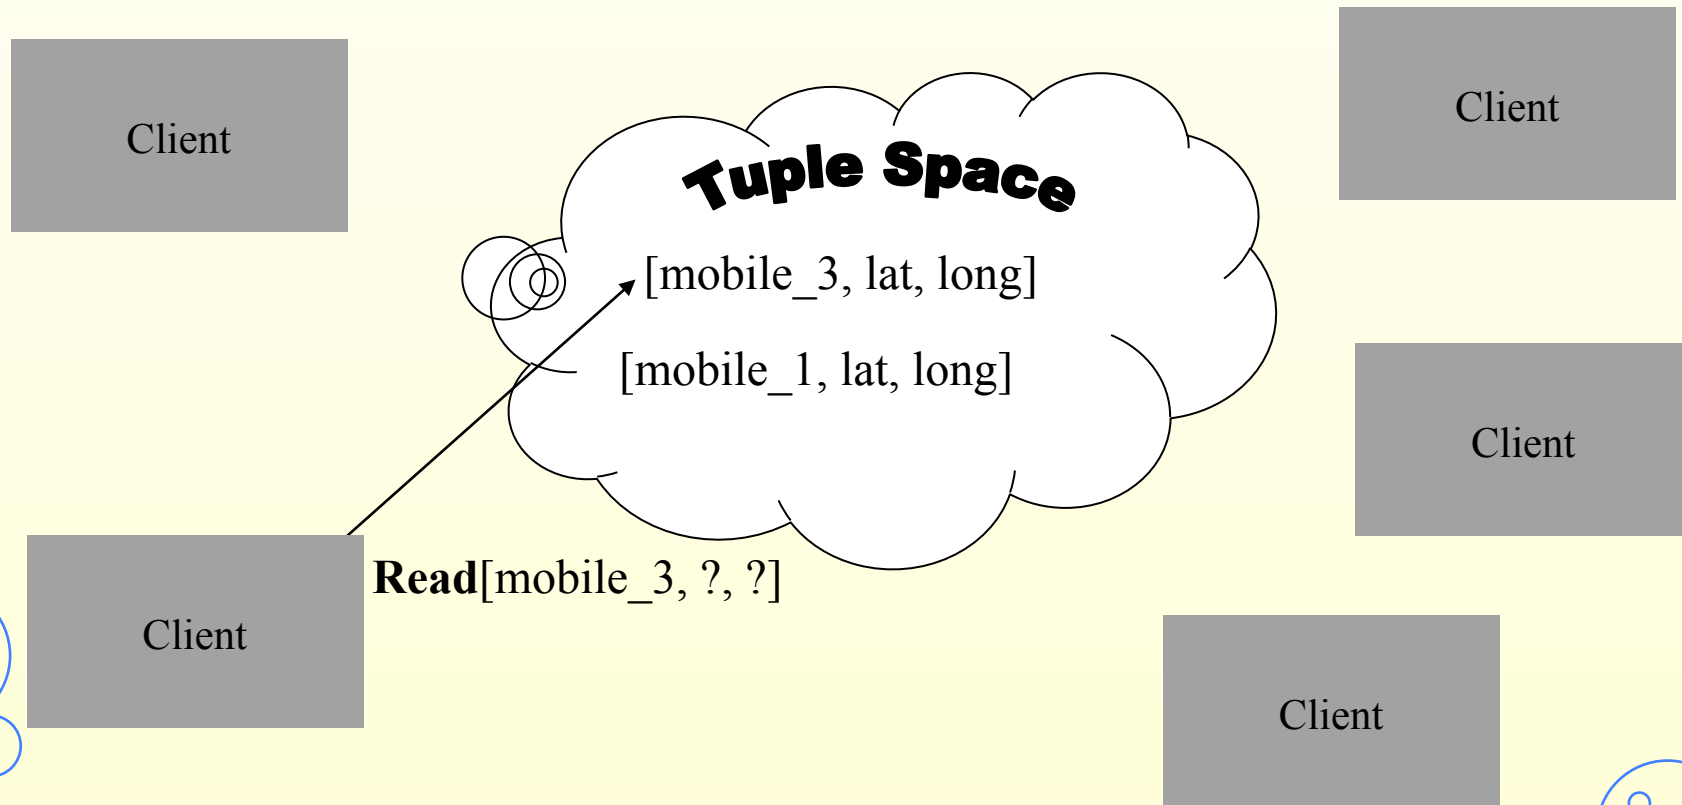 Client
Client
Tuple Space
[mobile_3, lat, long]
[mobile_1, lat, long]
Client
Read[mobile_3, ?, ?]
Client
Client